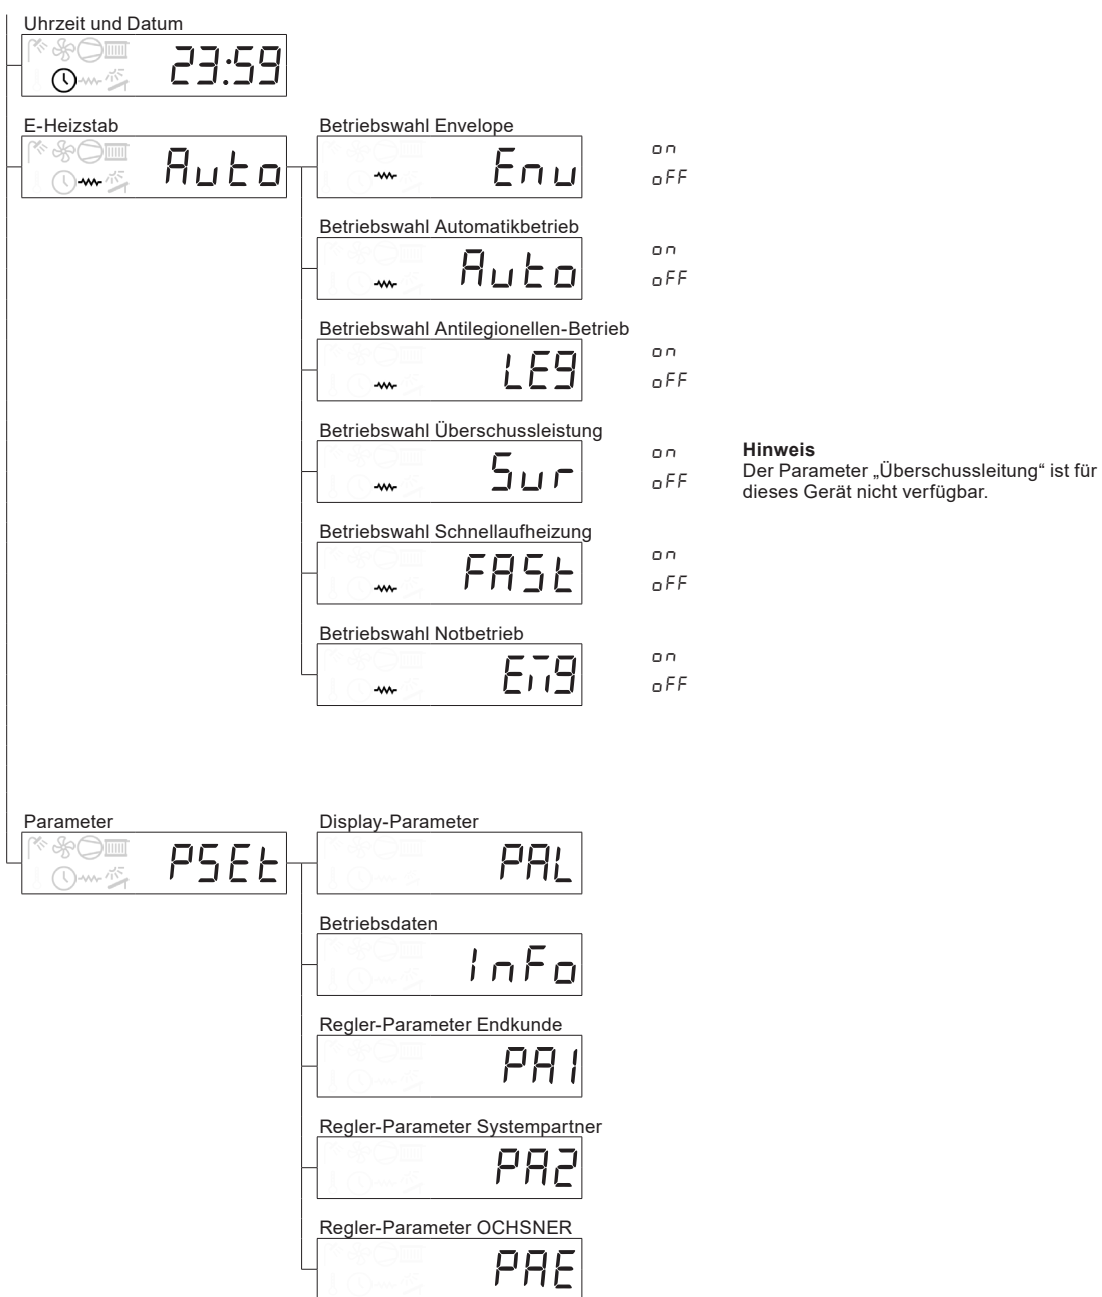 Uhrzeit und Datum
23:59
E-Heizstab
Auto
Betriebswahl Envelope
Enu
on
oFF
Betriebswahl Automatikbetrieb
Auto
on
oFF
Betriebswahl Antilegionellen-Betrieb
LEg
on
oFF
Betriebswahl Überschussleistung
Sur
on
oFF
Hinweis
Der Parameter „Überschussleitung“ ist für
dieses Gerät nicht verfügbar.
Betriebswahl Schnellaufheizung
FASt
on
oFF
Betriebswahl Notbetrieb
Emg
on
oFF
Parameter
PSEt
Display-Parameter
PAL
Betriebsdaten
InFo
Regler-Parameter Endkunde
PA1
Regler-Parameter Systempartner
PA2
Regler-Parameter OCHSNER
PAE